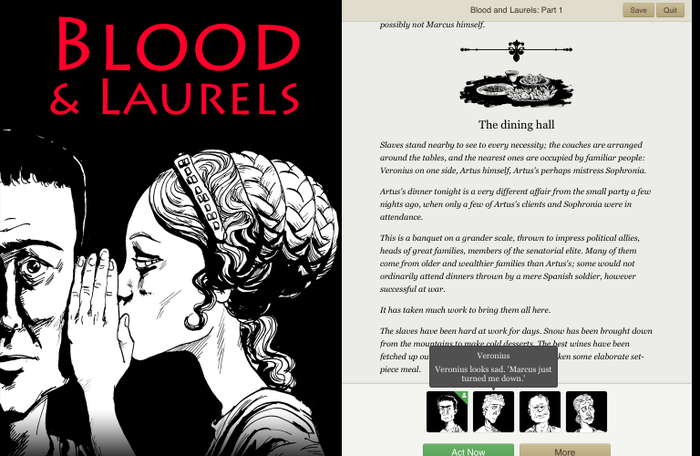 BLOOD
& LAURELS
Blood and Laurels: Part 1
Save
Quit
possibly not Marcus himself.
The dining hall
Slaves stand nearby to see to every necessity; the couches are arranged
around the tables, and the nearest ones are occupied by familiar people:
Veronius on one side, Artus himself, Artus's perhaps mistress Sophronia.
Artus's dinner tonight is a very different affair from the small party a few
nights ago, when only a few of Artus's clients and Sophronia were in
attendance.
This is a banquet on a grander scale, thrown to impress political allies,
heads of great families, members of the senatorial elite. Many of them
come from older and wealthier families than Artus's; some would not
ordinarily attend dinners thrown by a mere Spanish soldier, however
successful at war.
It has taken much work to bring them all here.
The slaves have been hard at work for days. Snow has been brought down
from the mountains to make cold desserts. The best wines have been
fetched up
some elaborate set-
piece meal.
Veronius
Veronius looks sad. 'Marcus just
turned me down.'
Act Now
More